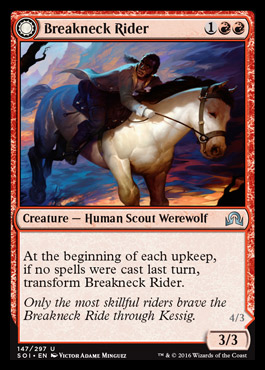 Breakneck Rider 1
Creature — Human Scout Werewolf
At the beginning of each upkeep,
if no spells were cast last turn,
transform Breakneck Rider.
Only the most skillful riders brave the
Breakneck Ride through Kessig.
4/3
3/3
147/297 U
SOI • EN Victor Adame Minguez
™ & © 2016 Wizards of the Coast